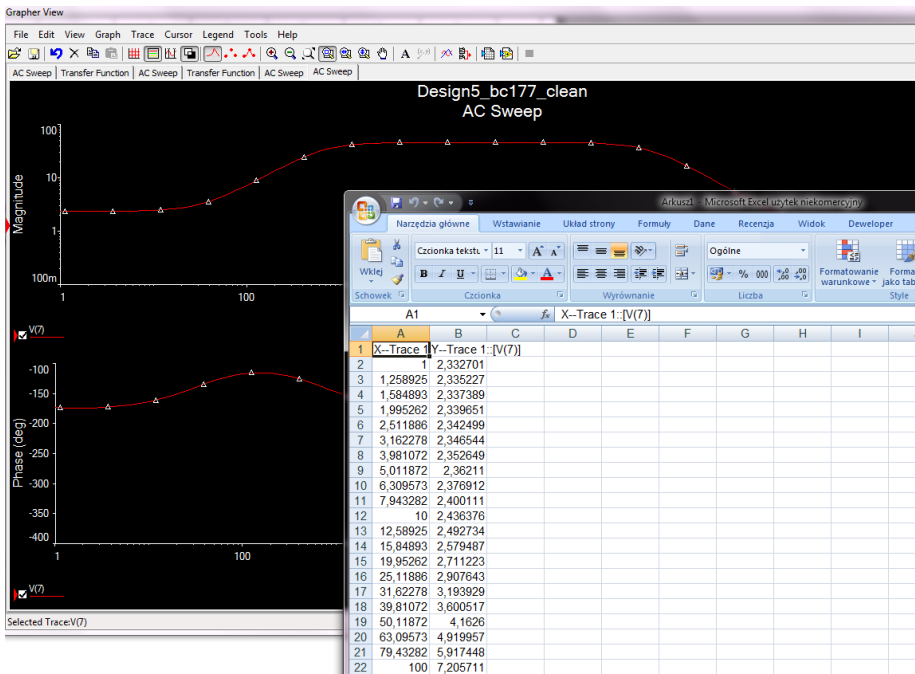 Grapher View
File Edit View Graph Trace Cursor Legend Tools Help
AC Sweep Transfer Function AC Sweep Transfer Function AC Sweep AC Sweep
Design5_bc177_clean
AC Sweep
Magnitude
100
10
1
100m
1 100
V(7)
Phase (deg)
-100
-150
-200
-250
-300
-350
-400
1 100
V(7)
Selected Trace:V(7)
Arkusz1 - Microsoft Excel użytek niekomercyjny
Narzędzia główne Wstawianie Układ strony Formuły Dane Recenzja Widok Deweloper
Wklej
Czcionka tekstu 11
Ogólne
B I U
% 000
Formatowanie warunkowe
Forma
jako tab
Schowek Czcionka Wyrównanie Liczba Style
A1 fx X--Trace 1::[V(7)]
A B C D E F G H I
1 X--Trace 1 Y--Trace 1::[V(7)]
2 1 2,332701
3 1,258925 2,335227
4 1,584893 2,337389
5 1,995262 2,339651
6 2,511886 2,342499
7 3,162278 2,346544
8 3,981072 2,352649
9 5,011872 2,36211
10 6,309573 2,376912
11 7,943282 2,400111
12 10 2,436376
13 12,58925 2,492734
14 15,84893 2,579487
15 19,95262 2,711223
16 25,11886 2,907643
17 31,62278 3,193929
18 39,81072 3,600517
19 50,11872 4,1626
20 63,09573 4,919957
21 79,43282 5,917448
22 100 7,205711